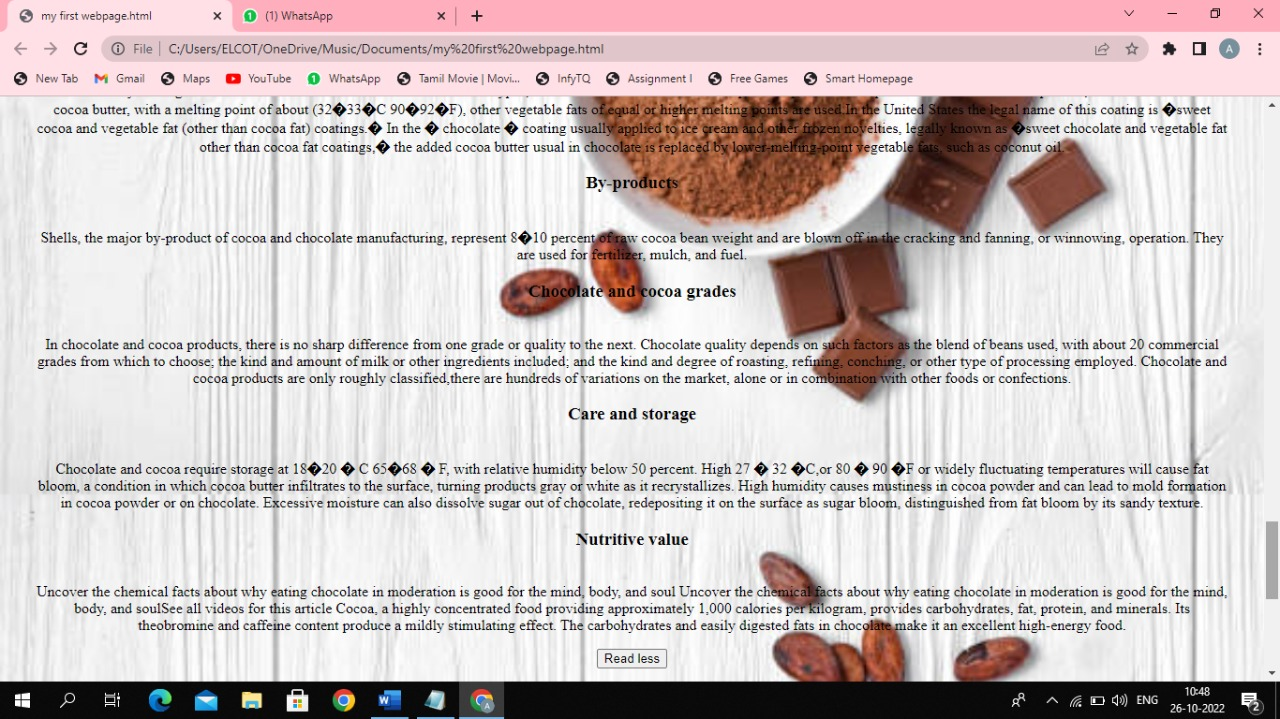 my first webpage.html
(1) WhatsApp
File
C:/Users/ELCOT/OneDrive/Music/Documents/my%20first%20webpage.html
A
New Tab
Gmail
Maps
YouTube
WhatsApp
Tamil Movie | Movi...
InfyTQ
Assignment I
Free Games
Smart Homepage
cocoa butter, with a melting point of about (32�33�C 90�92�F), other vegetable fats of equal or higher melting points are used.In the United States the legal name of this coating is �sweet
cocoa and vegetable fat (other than cocoa fat) coatings.� In the � chocolate � coating usually applied to ice cream and other frozen novelties, legally known as �sweet chocolate and vegetable fat
other than cocoa fat coatings,� the added cocoa butter usual in chocolate is replaced by lower-melting-point vegetable fats, such as coconut oil.
By-products
Shells, the major by-product of cocoa and chocolate manufacturing, represent 8�10 percent of raw cocoa bean weight and are blown off in the cracking and fanning, or winnowing, operation. They
are used for fertilizer, mulch, and fuel.
Chocolate and cocoa grades
In chocolate and cocoa products, there is no sharp difference from one grade or quality to the next. Chocolate quality depends on such factors as the blend of beans used, with about 20 commercial
grades from which to choose; the kind and amount of milk or other ingredients included; and the kind and degree of roasting, refining, conching, or other type of processing employed. Chocolate and
cocoa products are only roughly classified,there are hundreds of variations on the market, alone or in combination with other foods or confections.
Care and storage
Chocolate and cocoa require storage at 18�20 � C 65�68 � F, with relative humidity below 50 percent. High 27 � 32 �C,or 80 � 90 �F or widely fluctuating temperatures will cause fat
bloom, a condition in which cocoa butter infiltrates to the surface, turning products gray or white as it recrystallizes. High humidity causes mustiness in cocoa powder and can lead to mold formation
in cocoa powder or on chocolate. Excessive moisture can also dissolve sugar out of chocolate, redepositing it on the surface as sugar bloom, distinguished from fat bloom by its sandy texture.
Nutritive value
Uncover the chemical facts about why eating chocolate in moderation is good for the mind, body, and soul Uncover the chemical facts about why eating chocolate in moderation is good for the mind,
body, and soulSee all videos for this article Cocoa, a highly concentrated food providing approximately 1,000 calories per kilogram, provides carbohydrates, fat, protein, and minerals. Its
theobromine and caffeine content produce a mildly stimulating effect. The carbohydrates and easily digested fats in chocolate make it an excellent high-energy food.
Read less
ENG
10:48
26-10-2022
2